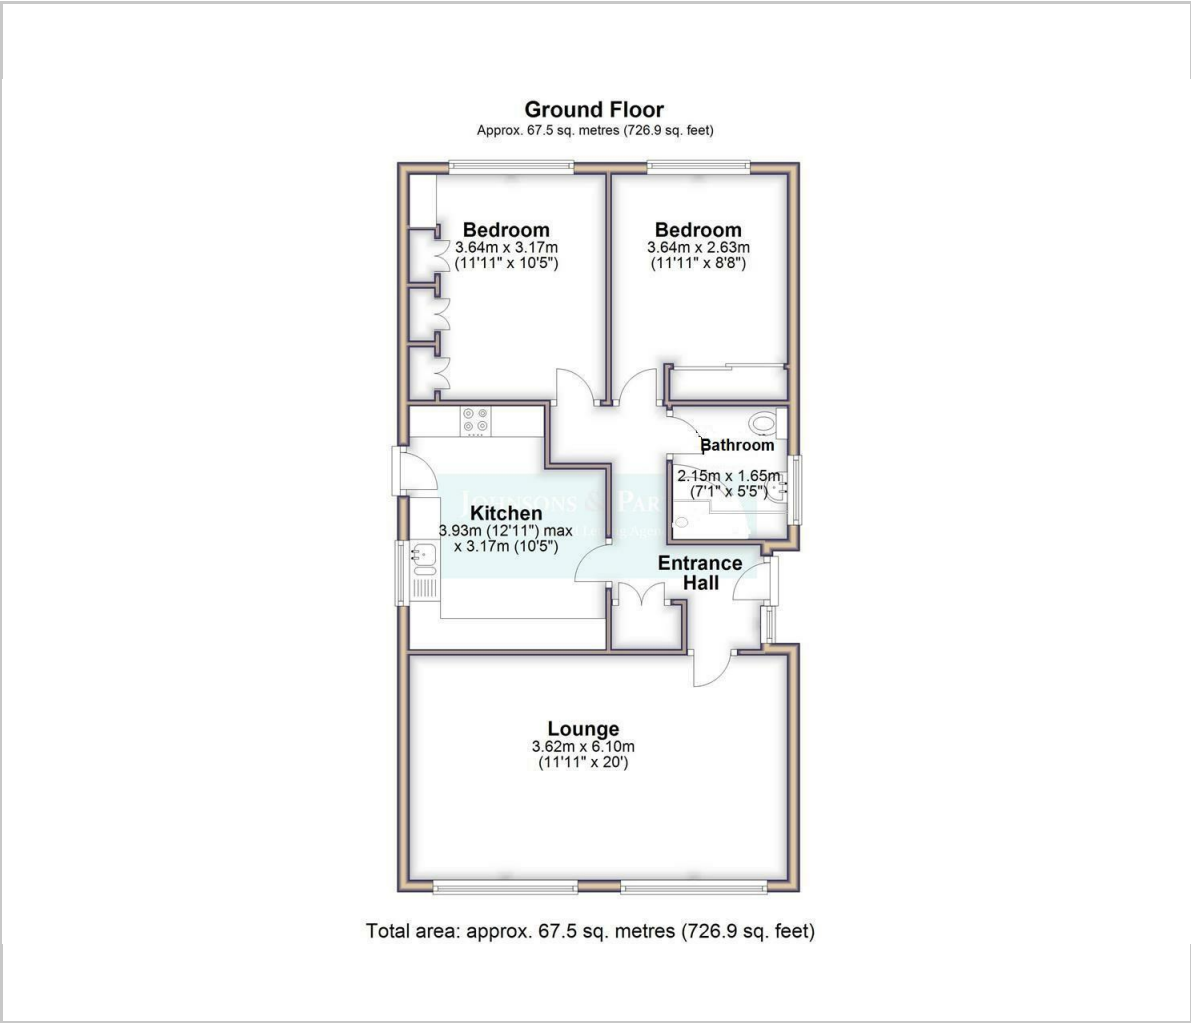 Ground Floor
Approx. 67.5 sq. metres (726.9 sq. feet)
Bedroom
3.64m x 3.17m
(11'11" x 10'5")
Bedroom
3.64m x 2.63m
(11'11" x 8'8")
Bathroom
2.15m x 1.65m
(7'1" x 5'5")
JOHNSONS & PAR
Kitchen
3.93m (12'11") max
x 3.17m (10'5")
Entrance
Hall
Lounge
3.62m x 6.10m
(11'11" x 20')
Total area: approx. 67.5 sq. metres (726.9 sq. feet)